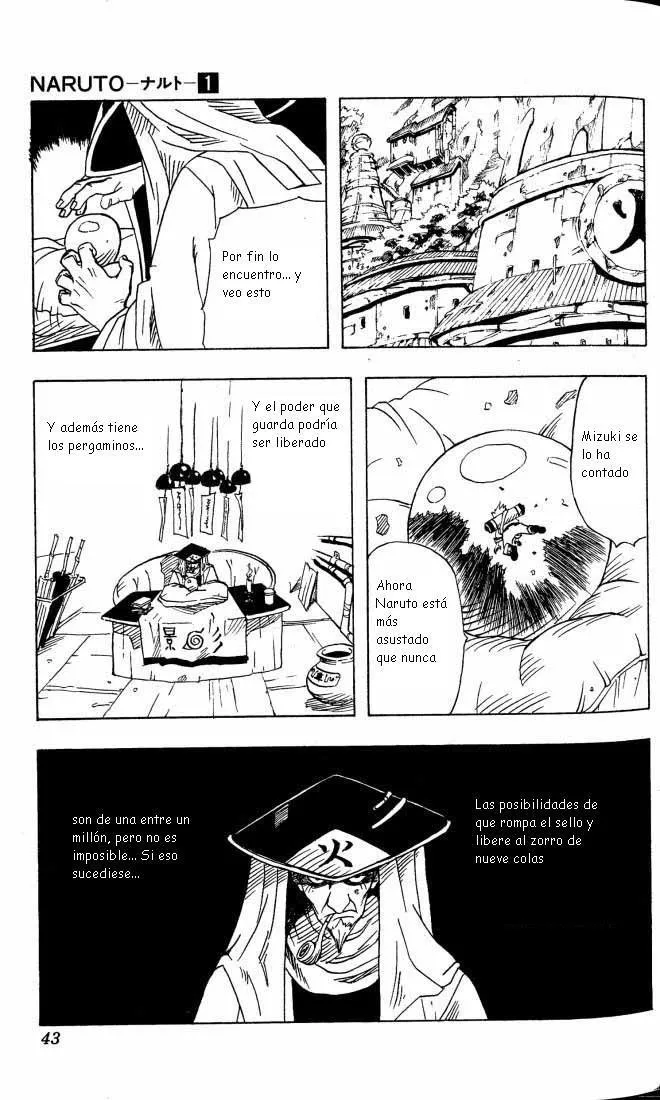 NARUTO—ナルト—1
火
Por fin lo
encuentro... y
veo esto
Mizuki se
lo ha
contado
Ahora
Naruto está
más
asustado
que nunca
Y el poder que
guarda podría
ser liberado
Y además tiene
los pergaminos...
Las posibilidades de
que rompa el sello y
libere al zorro de
nueve colas
son de una entre un
millón, pero no es
imposible... Si eso
sucediese...
火
43